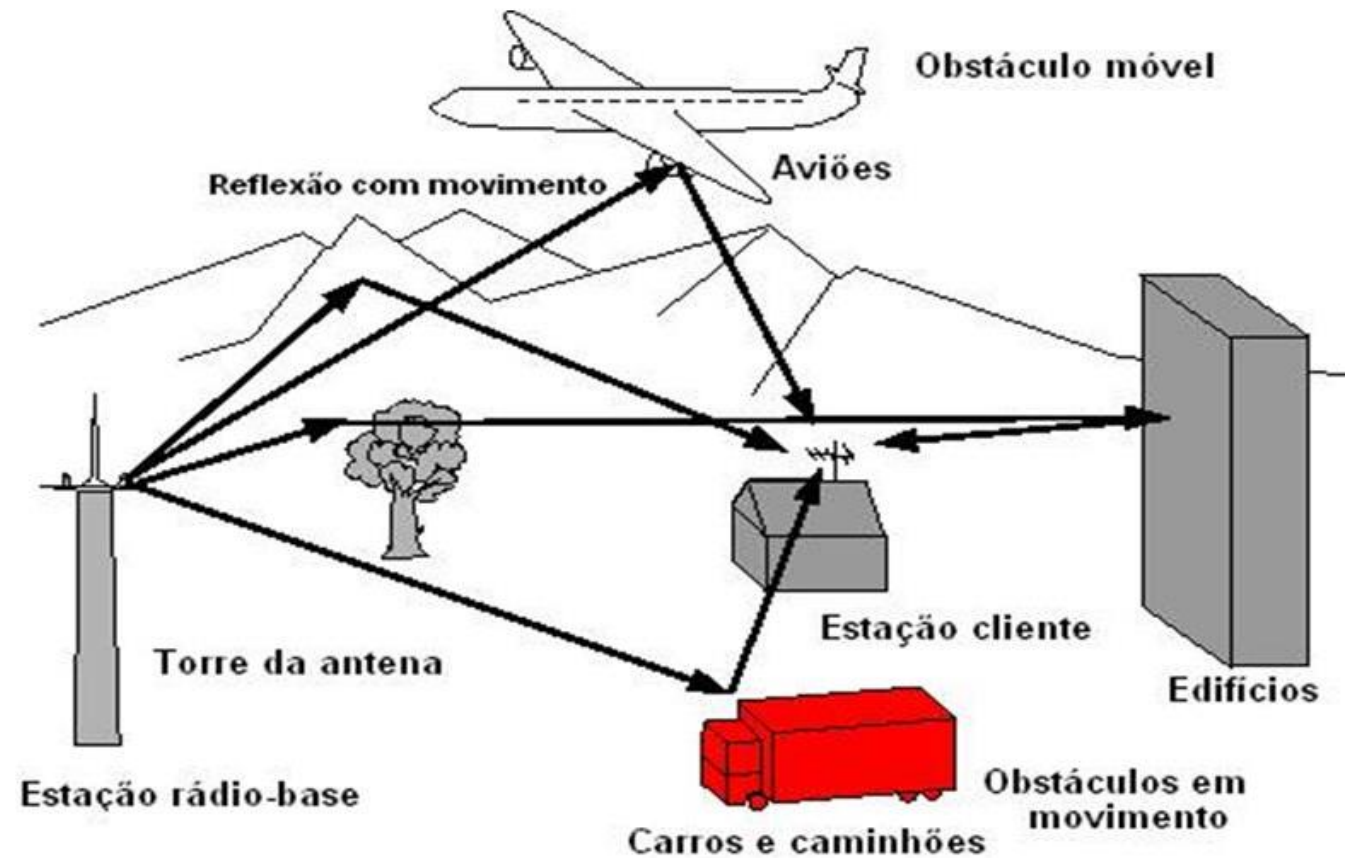 Obstáculo móvel
Aviões
Reflexão com movimento
Torre da antena
Estação cliente
Edifícios
Estação rádio-base
Obstáculos em
movimento
Carros e caminhões